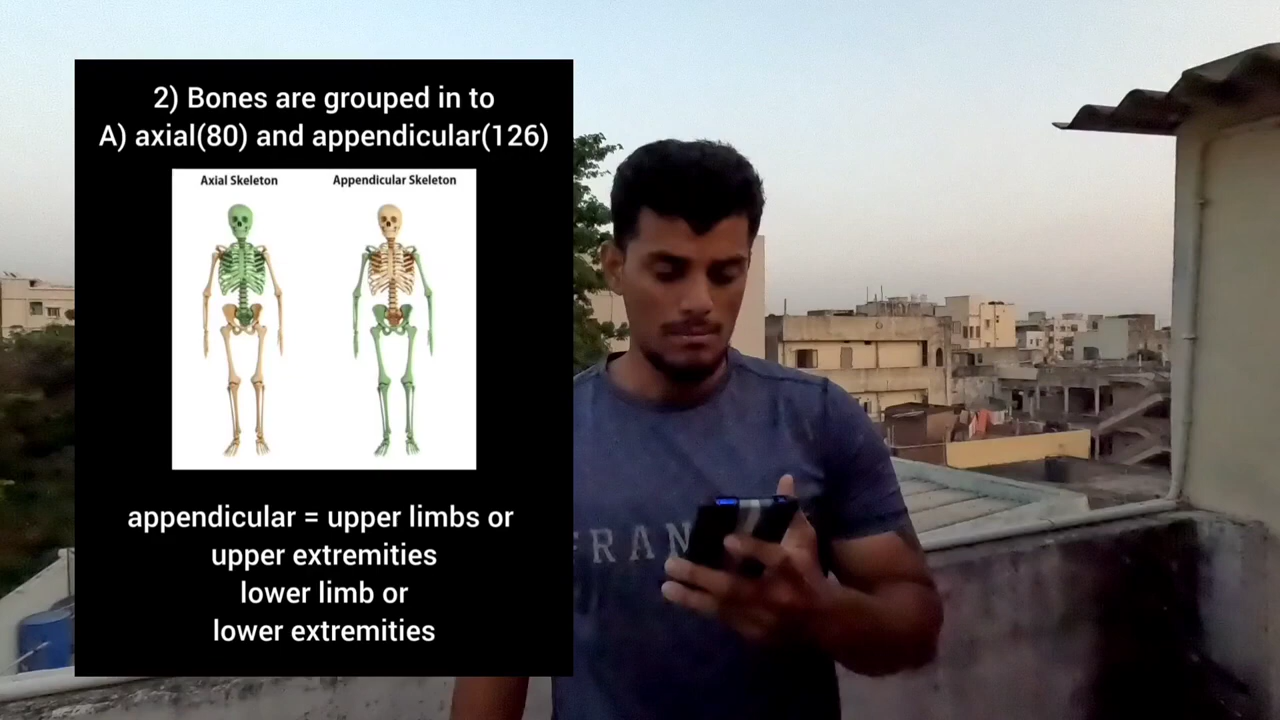 2) Bones are grouped in to
A) axial(80) and appendicular(126)
Axial Skeleton
Appendicular Skeleton
appendicular = upper limbs or
upper extremities
lower limb or
lower extremities